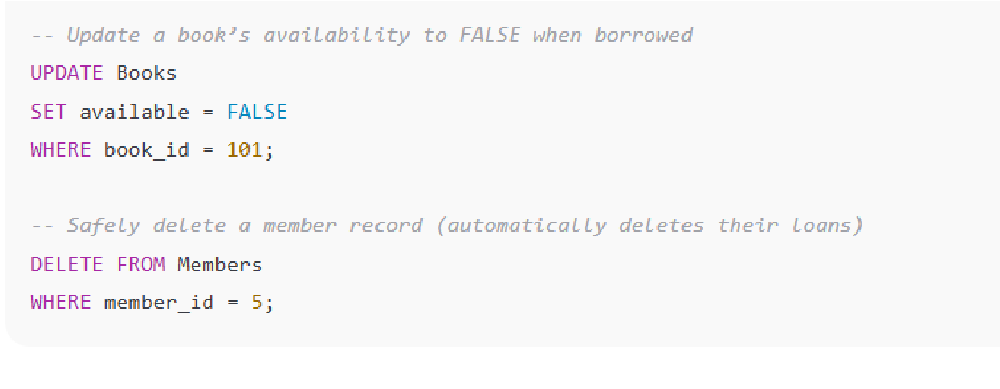 -- Update a book’s availability to FALSE when borrowed
UPDATE Books
SET available = FALSE
WHERE book_id = 101;
-- Safely delete a member record (automatically deletes their loans)
DELETE FROM Members
WHERE member_id = 5;